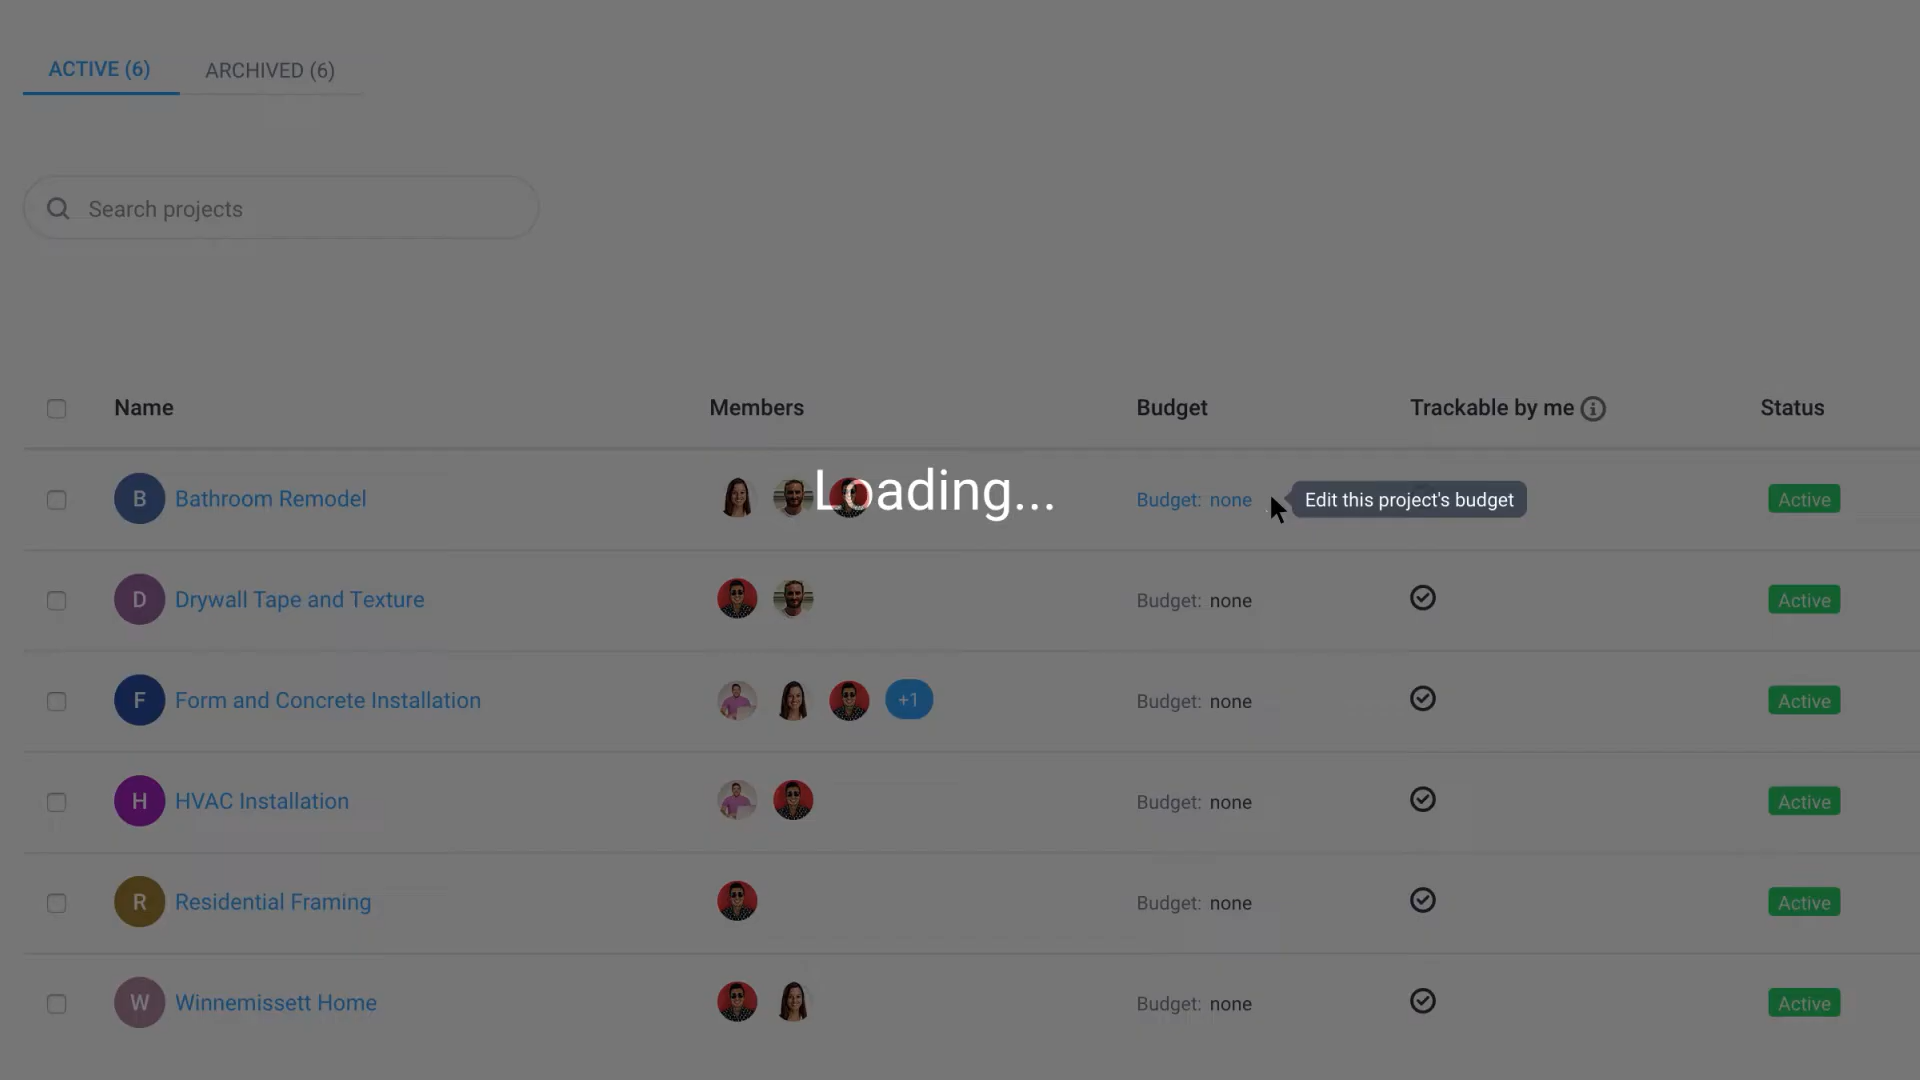 ACTIVE (6) ARCHIVED (6)
Search projects
Name Members Budget Trackable by me Status
Loading...
B Bathroom Remodel Budget: none Edit this project's budget Active
D Drywall Tape and Texture Budget: none Active
F Form and Concrete Installation +1 Budget: none Active
H HVAC Installation Budget: none Active
R Residential Framing Budget: none Active
W Winnemissett Home Budget: none Active